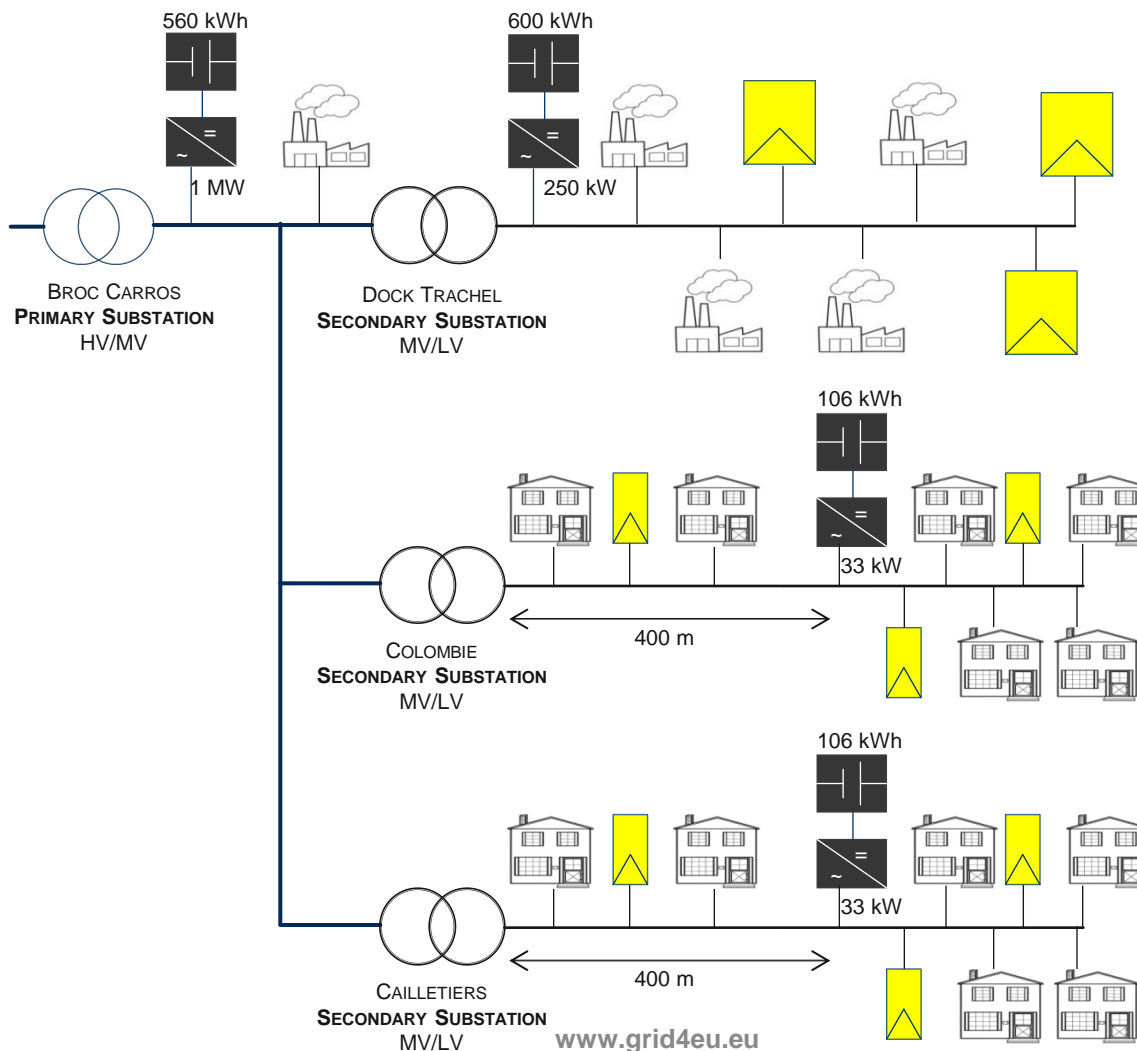 560 kWh
600 kWh
=
~
1 MW
=
~
250 kW
BROC CARROS
PRIMARY SUBSTATION
HV/MV
DOCK TRACHEL
SECONDARY SUBSTATION
MV/LV
106 kWh
=
~
33 kW
400 m
COLOMBIE
SECONDARY SUBSTATION
MV/LV
106 kWh
=
~
33 kW
400 m
CAILLETIERS
SECONDARY SUBSTATION
MV/LV
www.grid4eu.eu